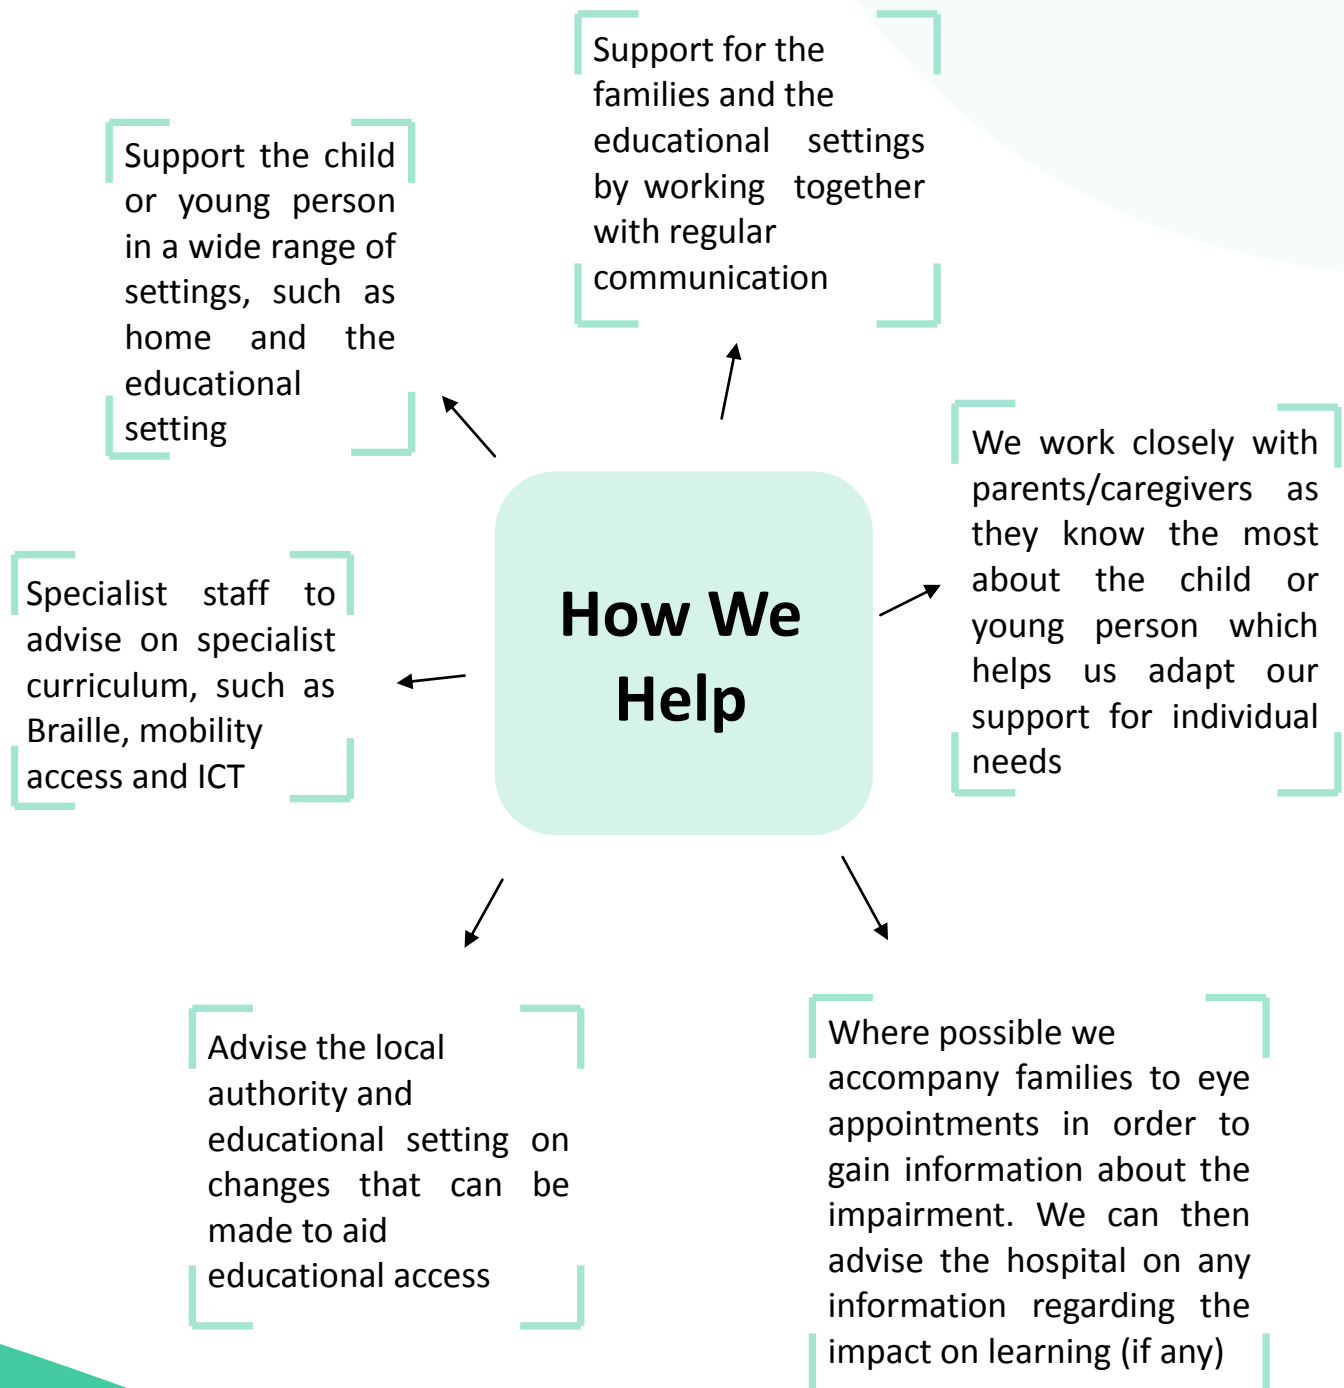 Support for the
families and the
educational settings
by working together
with regular
communication
Support the child
or young person
in a wide range of
settings, such as
home and the
educational
setting
We work closely with
parents/caregivers as
they know the most
about the child or
young person which
helps us adapt our
support for individual
needs
Specialist staff to
advise on specialist
curriculum, such as
Braille, mobility
access and ICT
How We
Help
Advise the local
authority and
educational setting on
changes that can be
made to aid
educational access
Where possible we
accompany families to eye
appointments in order to
gain information about the
impairment. We can then
advise the hospital on any
information regarding the
impact on learning (if any)